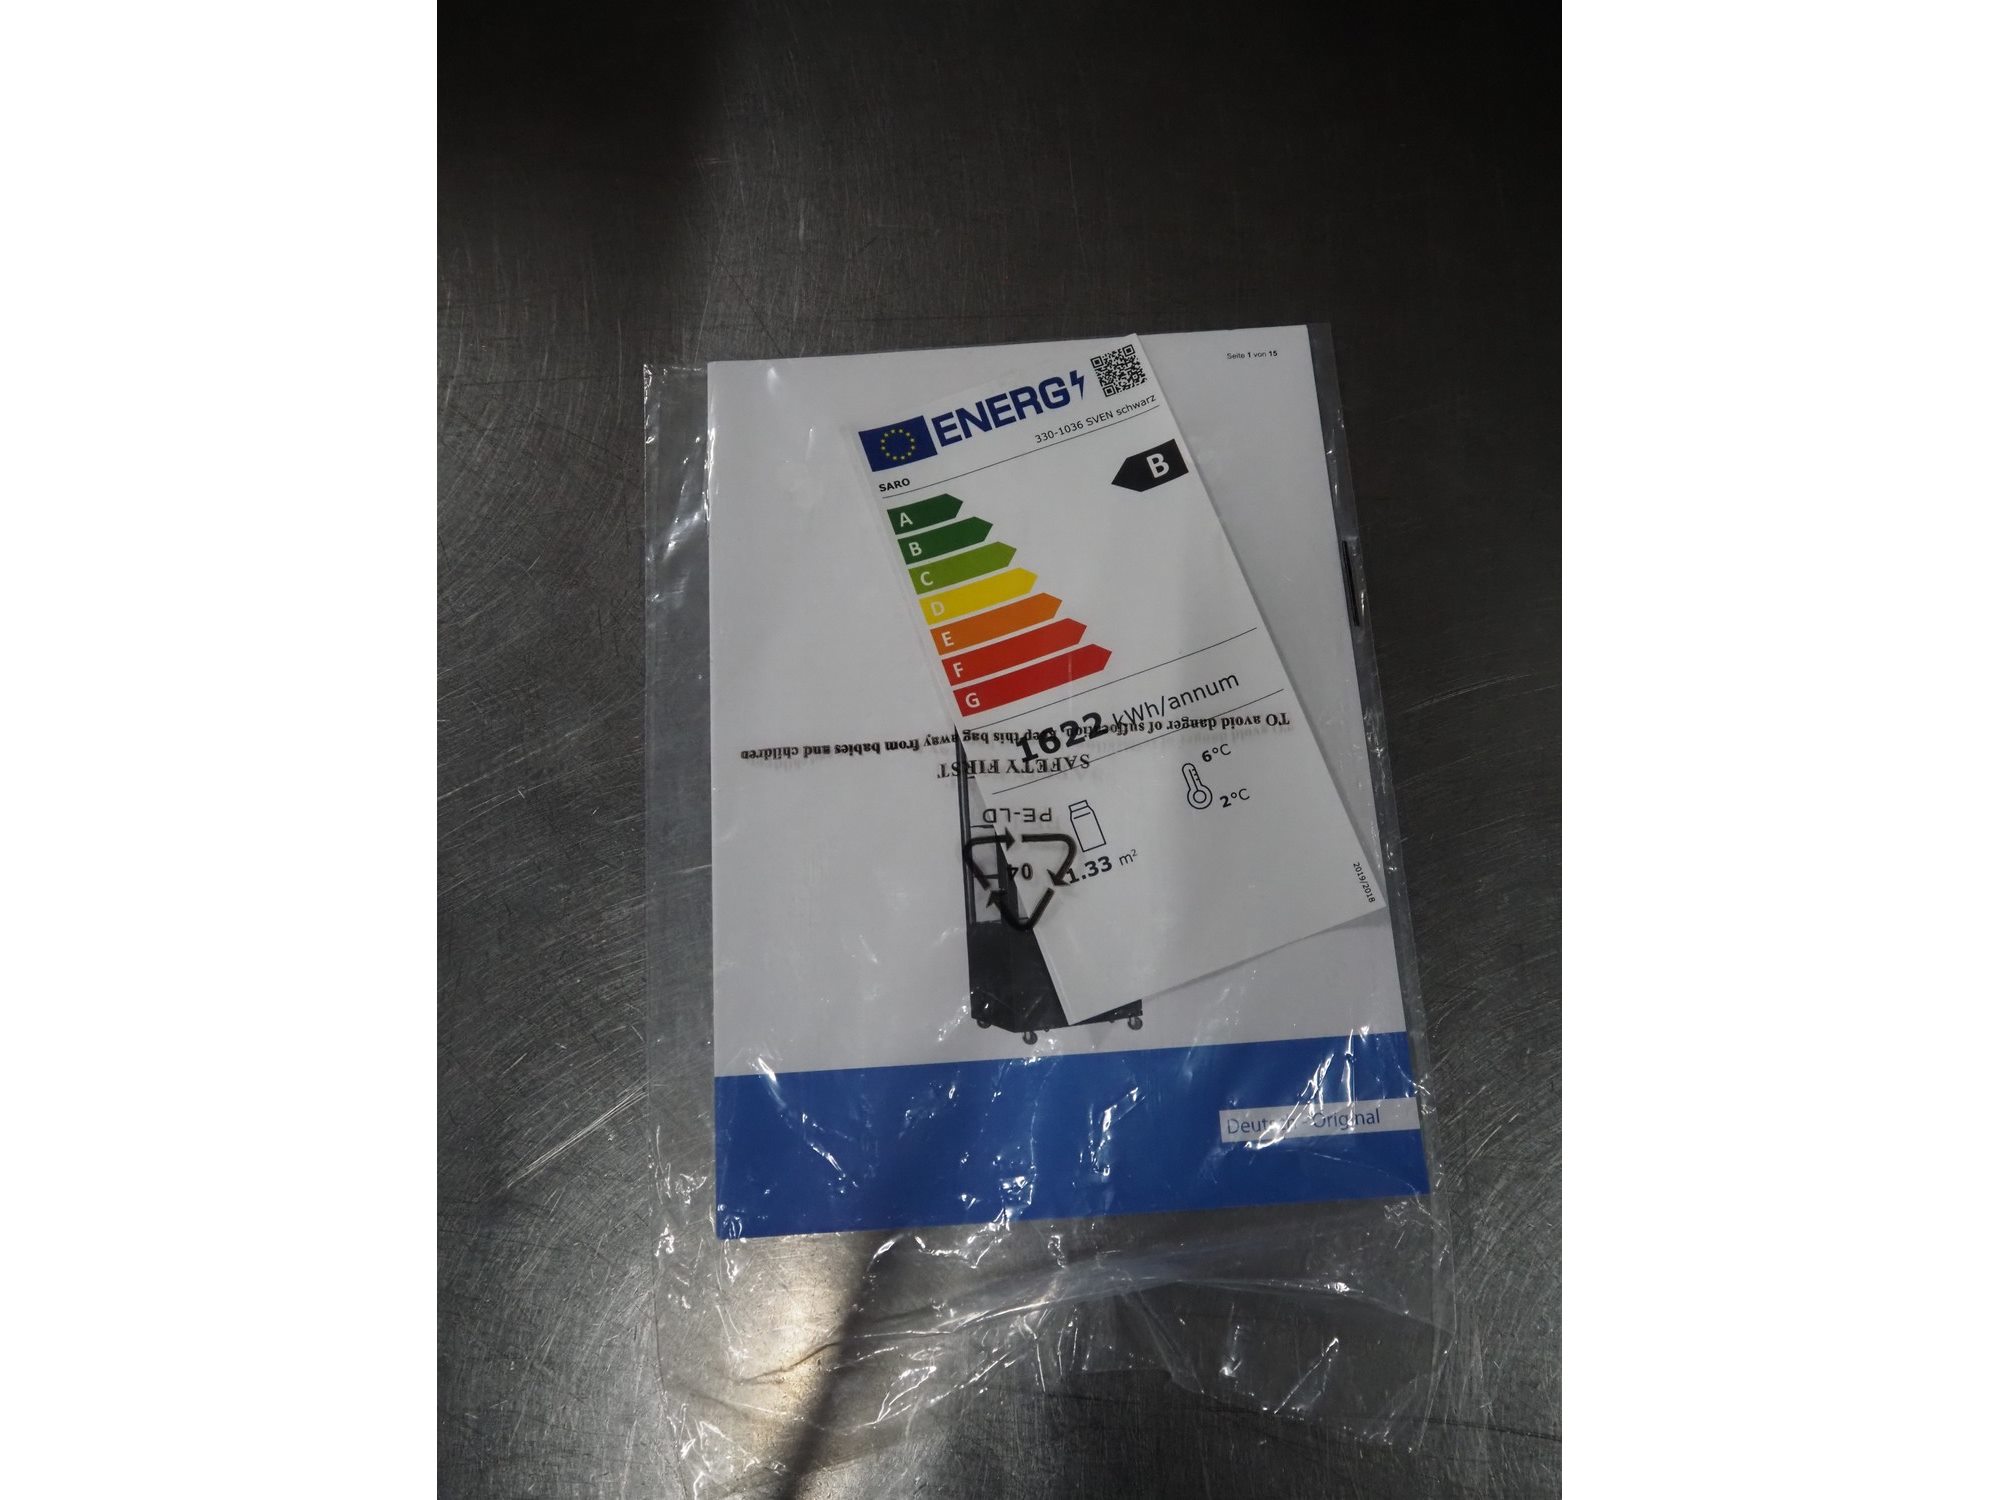 Seite 1 von 15
ENERG
330-1036 SVEN schwarz
SARO
B
A
B
C
D
E
F
G
1622 kWh/annum
TO avoid danger of suffocation, keep this bag away from babies and children
SAFETY FIRST
6°C
2°C
PE-LD
04
1.33 m²
2019/2018
Deutsch - Original